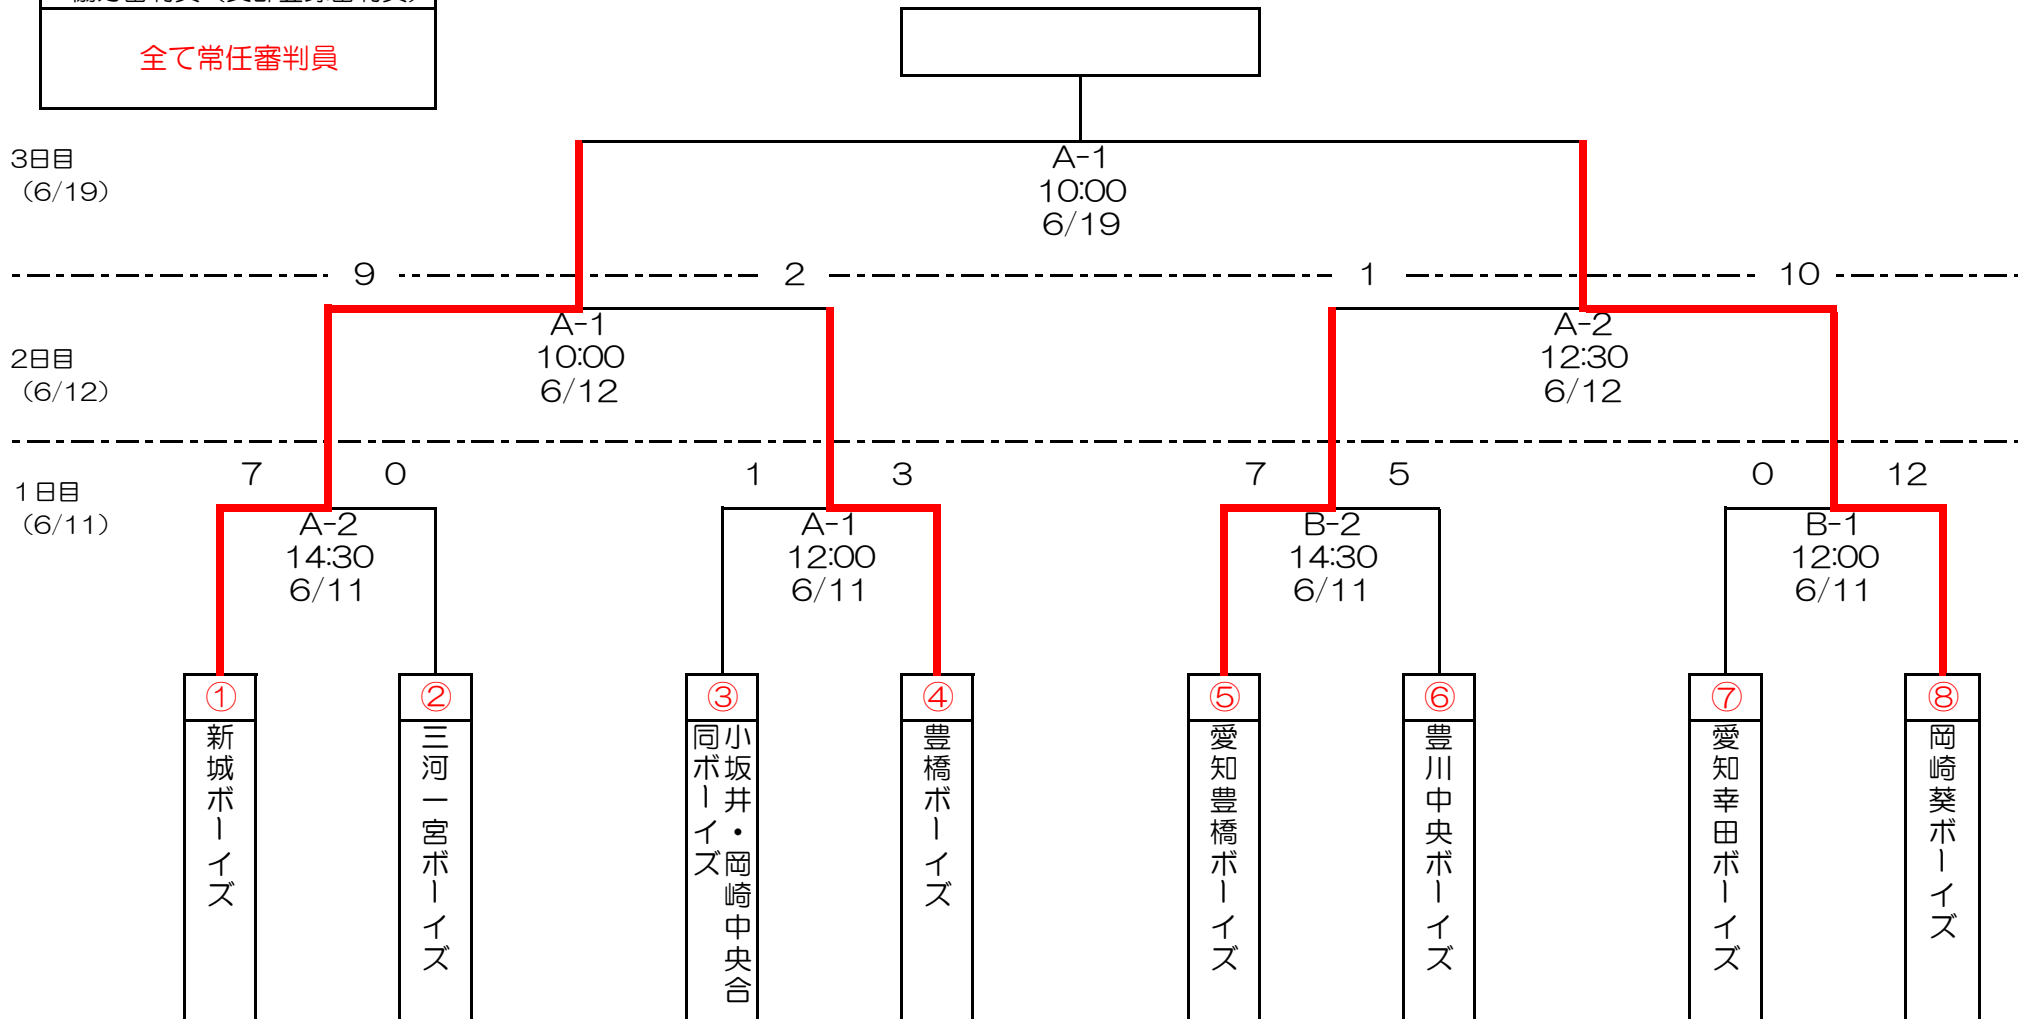 全て常任審判員
3日目
（6/19）
A-1
10:00
6/19
9
2
1
10
2日目
（6/12）
A-1
10:00
6/12
A-2
12:30
6/12
7
0
1
3
7
5
0
12
1日目
（6/11）
A-2
14:30
6/11
A-1
12:00
6/11
B-2
14:30
6/11
B-1
12:00
6/11
①
②
③
④
⑤
⑥
⑦
⑧
新城ボーイズ
三河一宮ボーイズ
小坂井・岡崎中央合
同ボーイズ
豊橋ボーイズ
愛知豊橋ボーイズ
豊川中央ボーイズ
愛知幸田ボーイズ
岡崎葵ボーイズ